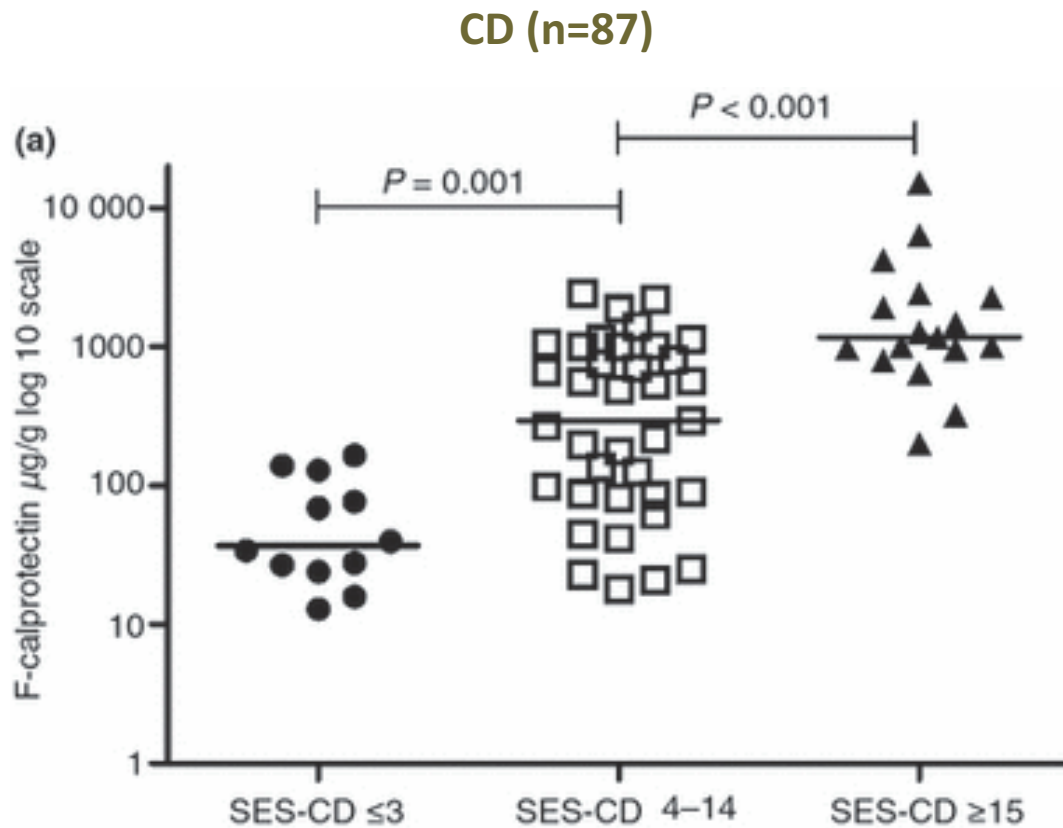 CD (n=87)
(a)
P < 0.001
P = 0.001
F-calprotectin µg/g log 10 scale
10 000
1000
100
10
1
SES-CD ≤3
SES-CD 4–14
SES-CD ≥15